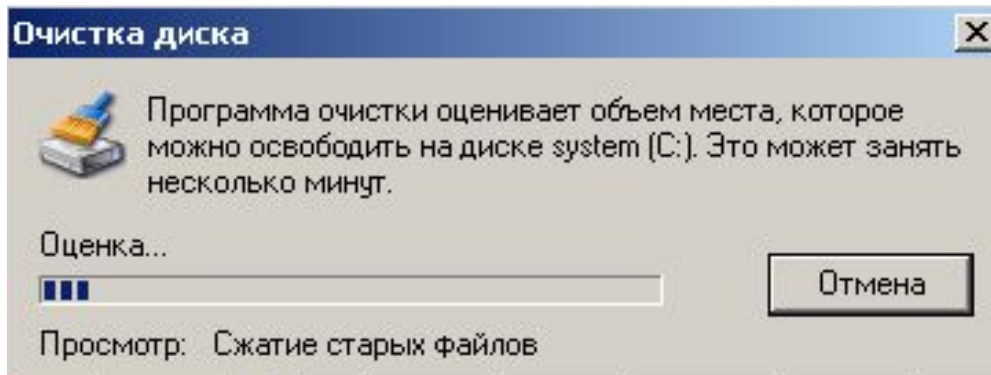 Очистка диска
Программа очистки оценивает объем места, которое
можно освободить на диске system (C:). Это может занять
несколько минут.
Оценка...
Отмена
Просмотр: Сжатие старых файлов